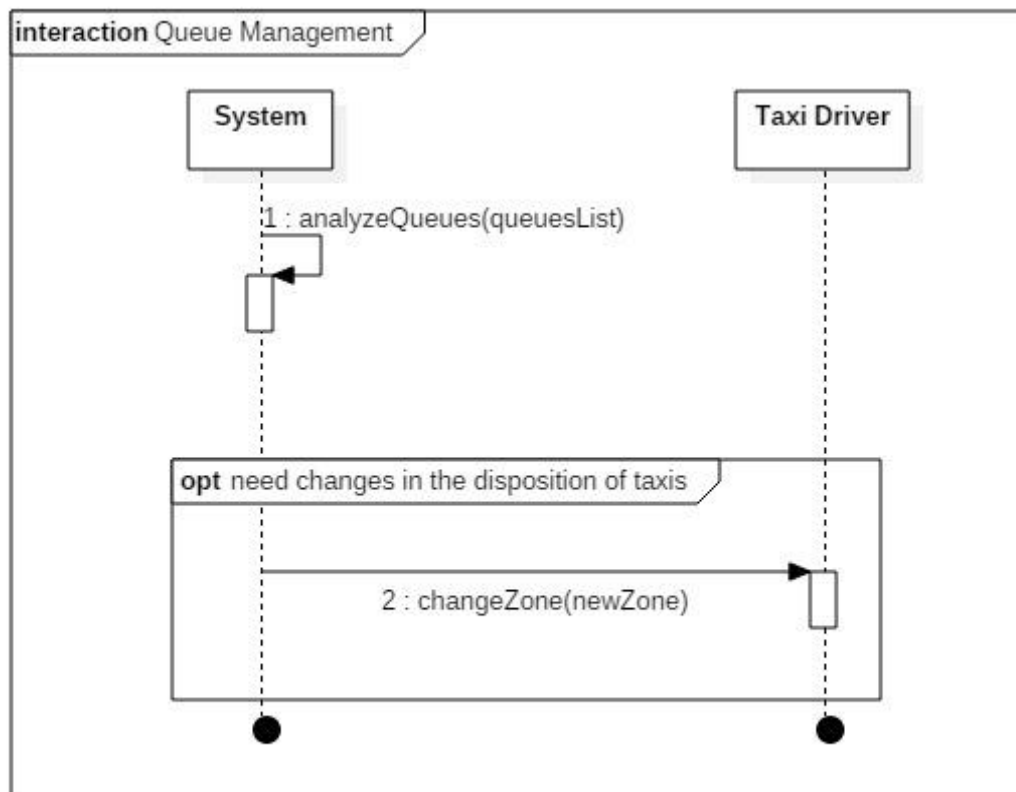 interaction Queue Management
System
Taxi Driver
1 : analyzeQueues(queuesList)
opt need changes in the disposition of taxis
2 : changeZone(newZone)